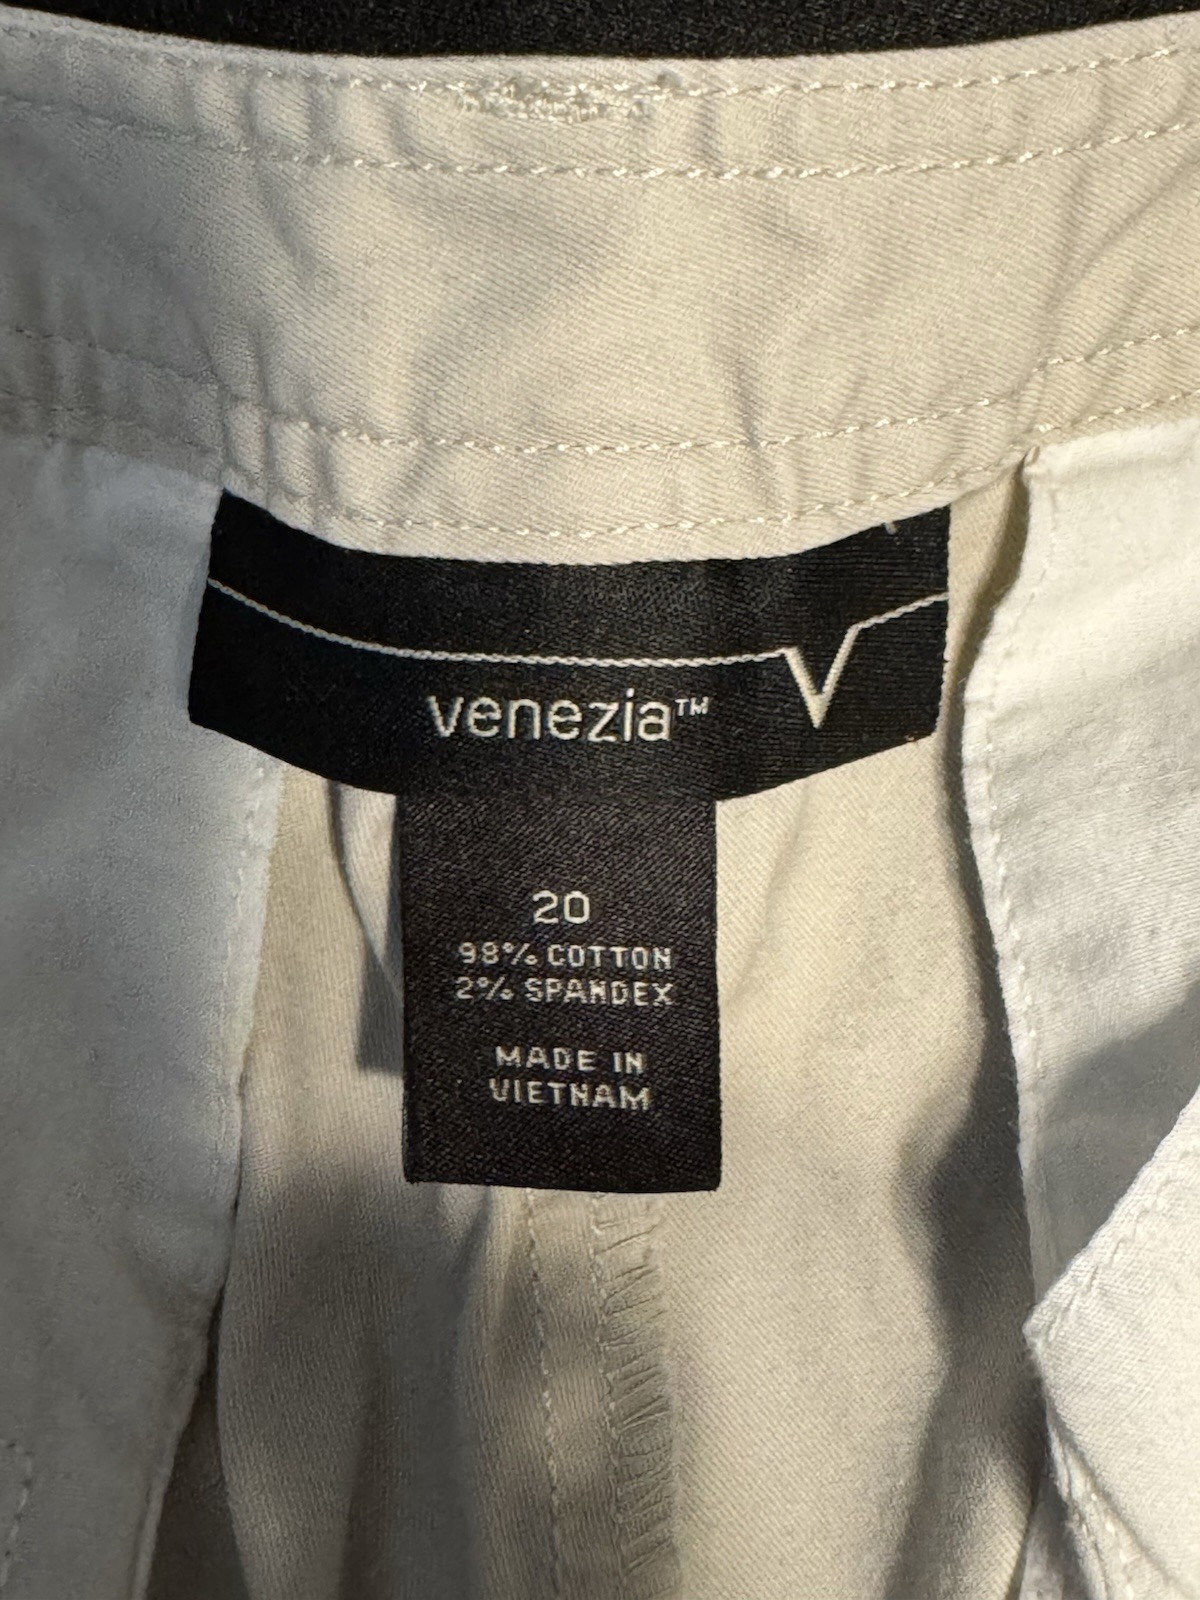 venezia™
20
98% COTTON
2% SPANDEX
MADE IN
VIETNAM